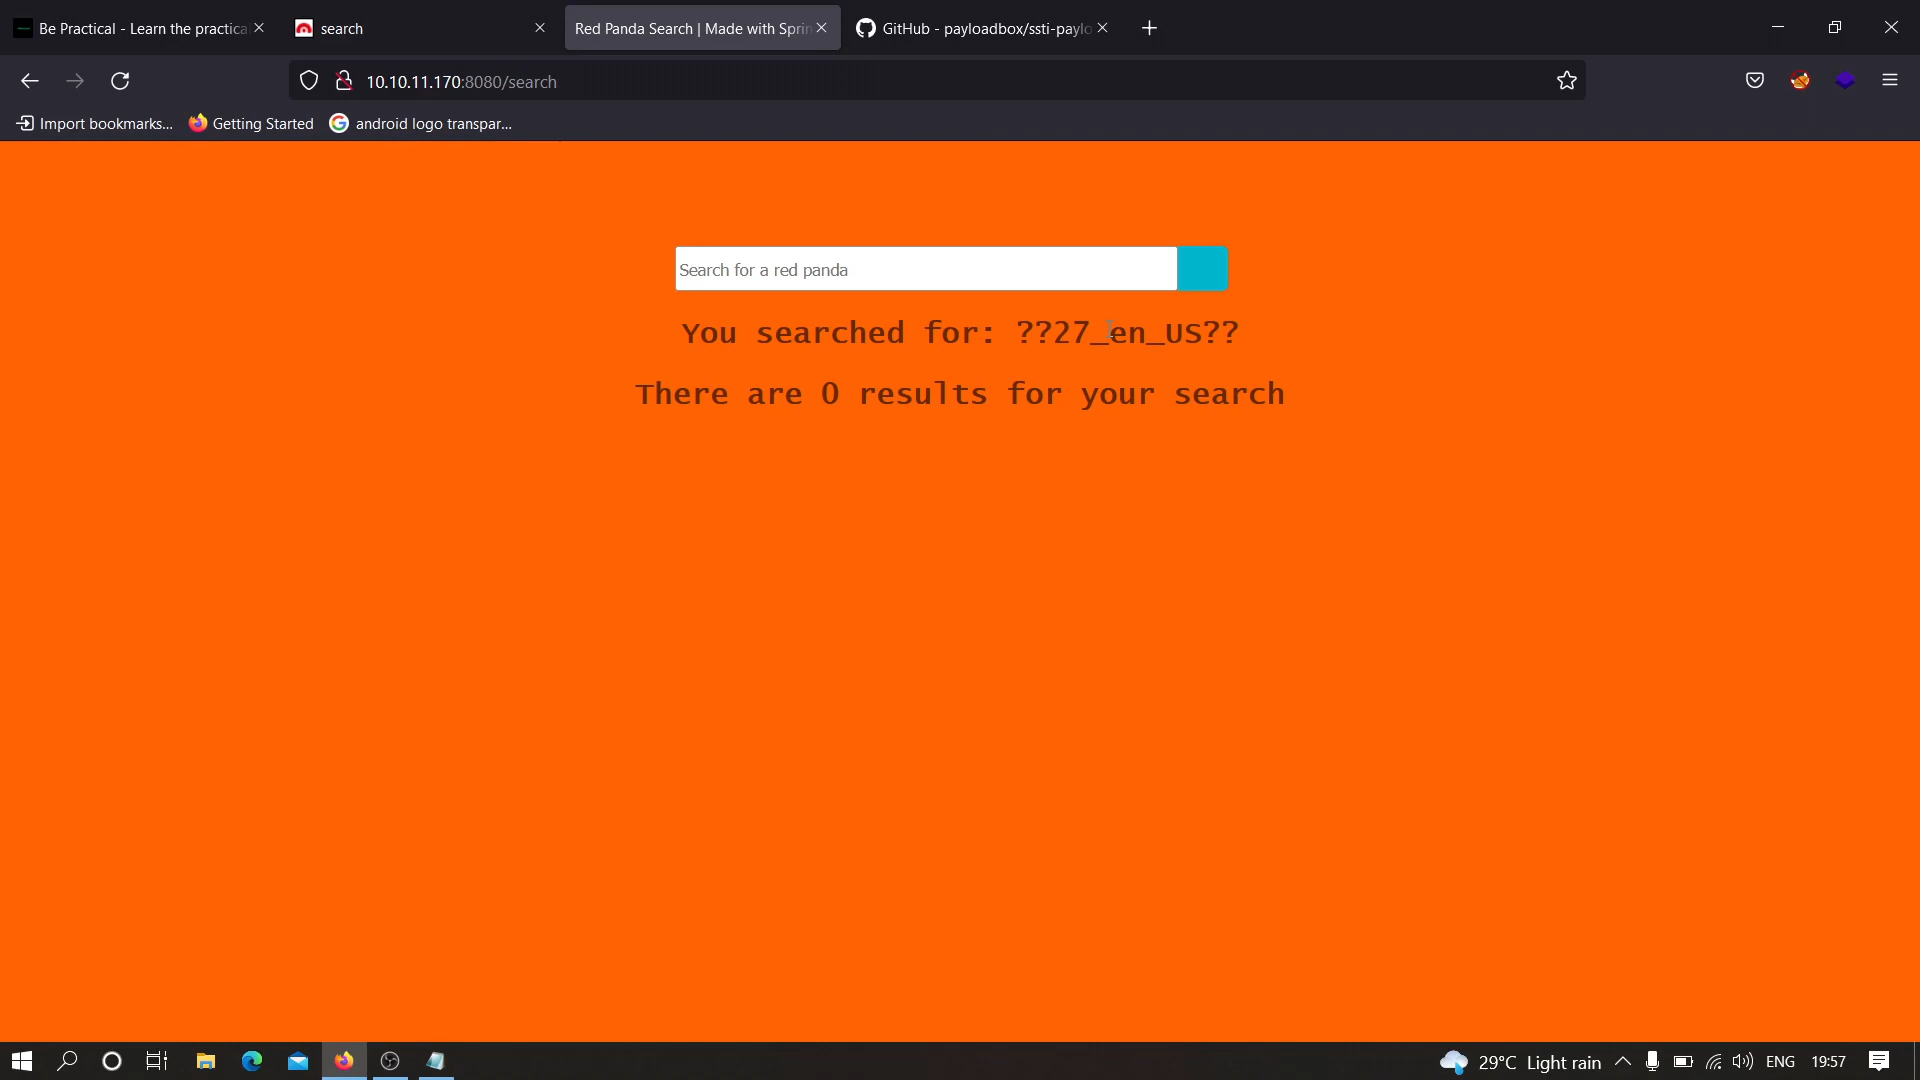 Be Practical - Learn the practica
search
Red Panda Search | Made with Sprin
GitHub - payloadbox/ssti-paylo
10.10.11.170:8080/search
Import bookmarks...
Getting Started
android logo transpar...
Search for a red panda
You searched for: ??27_en_US??
There are 0 results for your search
29°C Light rain
ENG
19:57